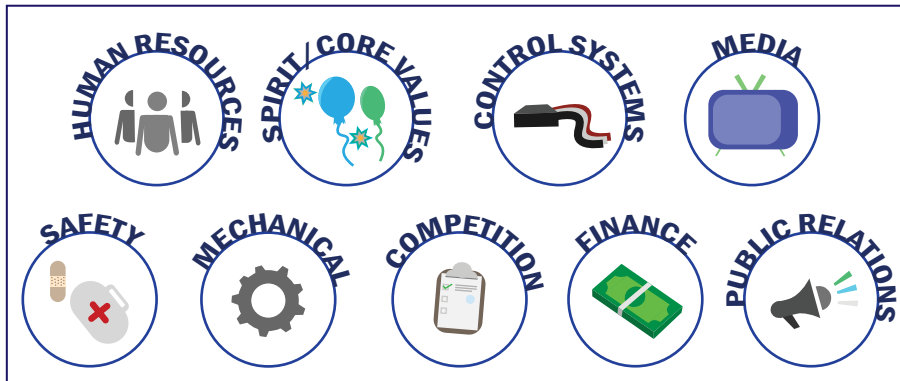 HUMAN RESOURCES
SPIRIT/CORE VALUES
CONTROL SYSTEMS
MEDIA
SAFETY
MECHANICAL
COMPETITION
FINANCE
PUBLIC RELATIONS